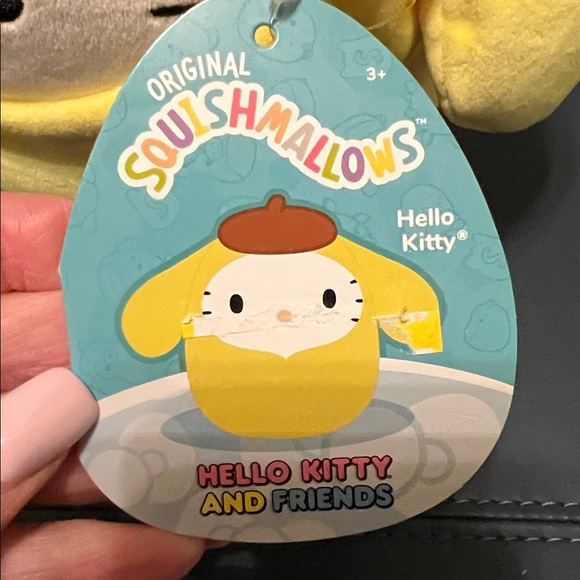 ORIGINAL
SQUISHMALLOWS™
3+
Hello
Kitty®
HELLO KITTY
AND FRIENDS